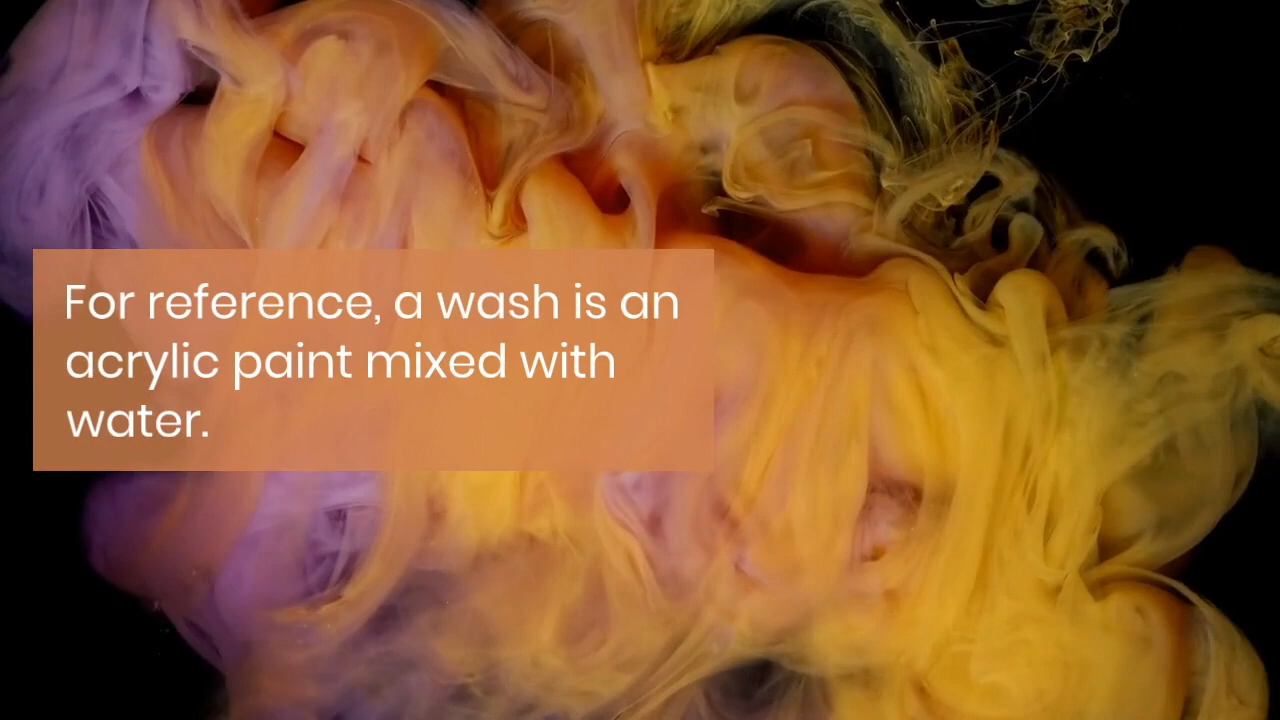 For reference, a wash is an
acrylic paint mixed with
water.